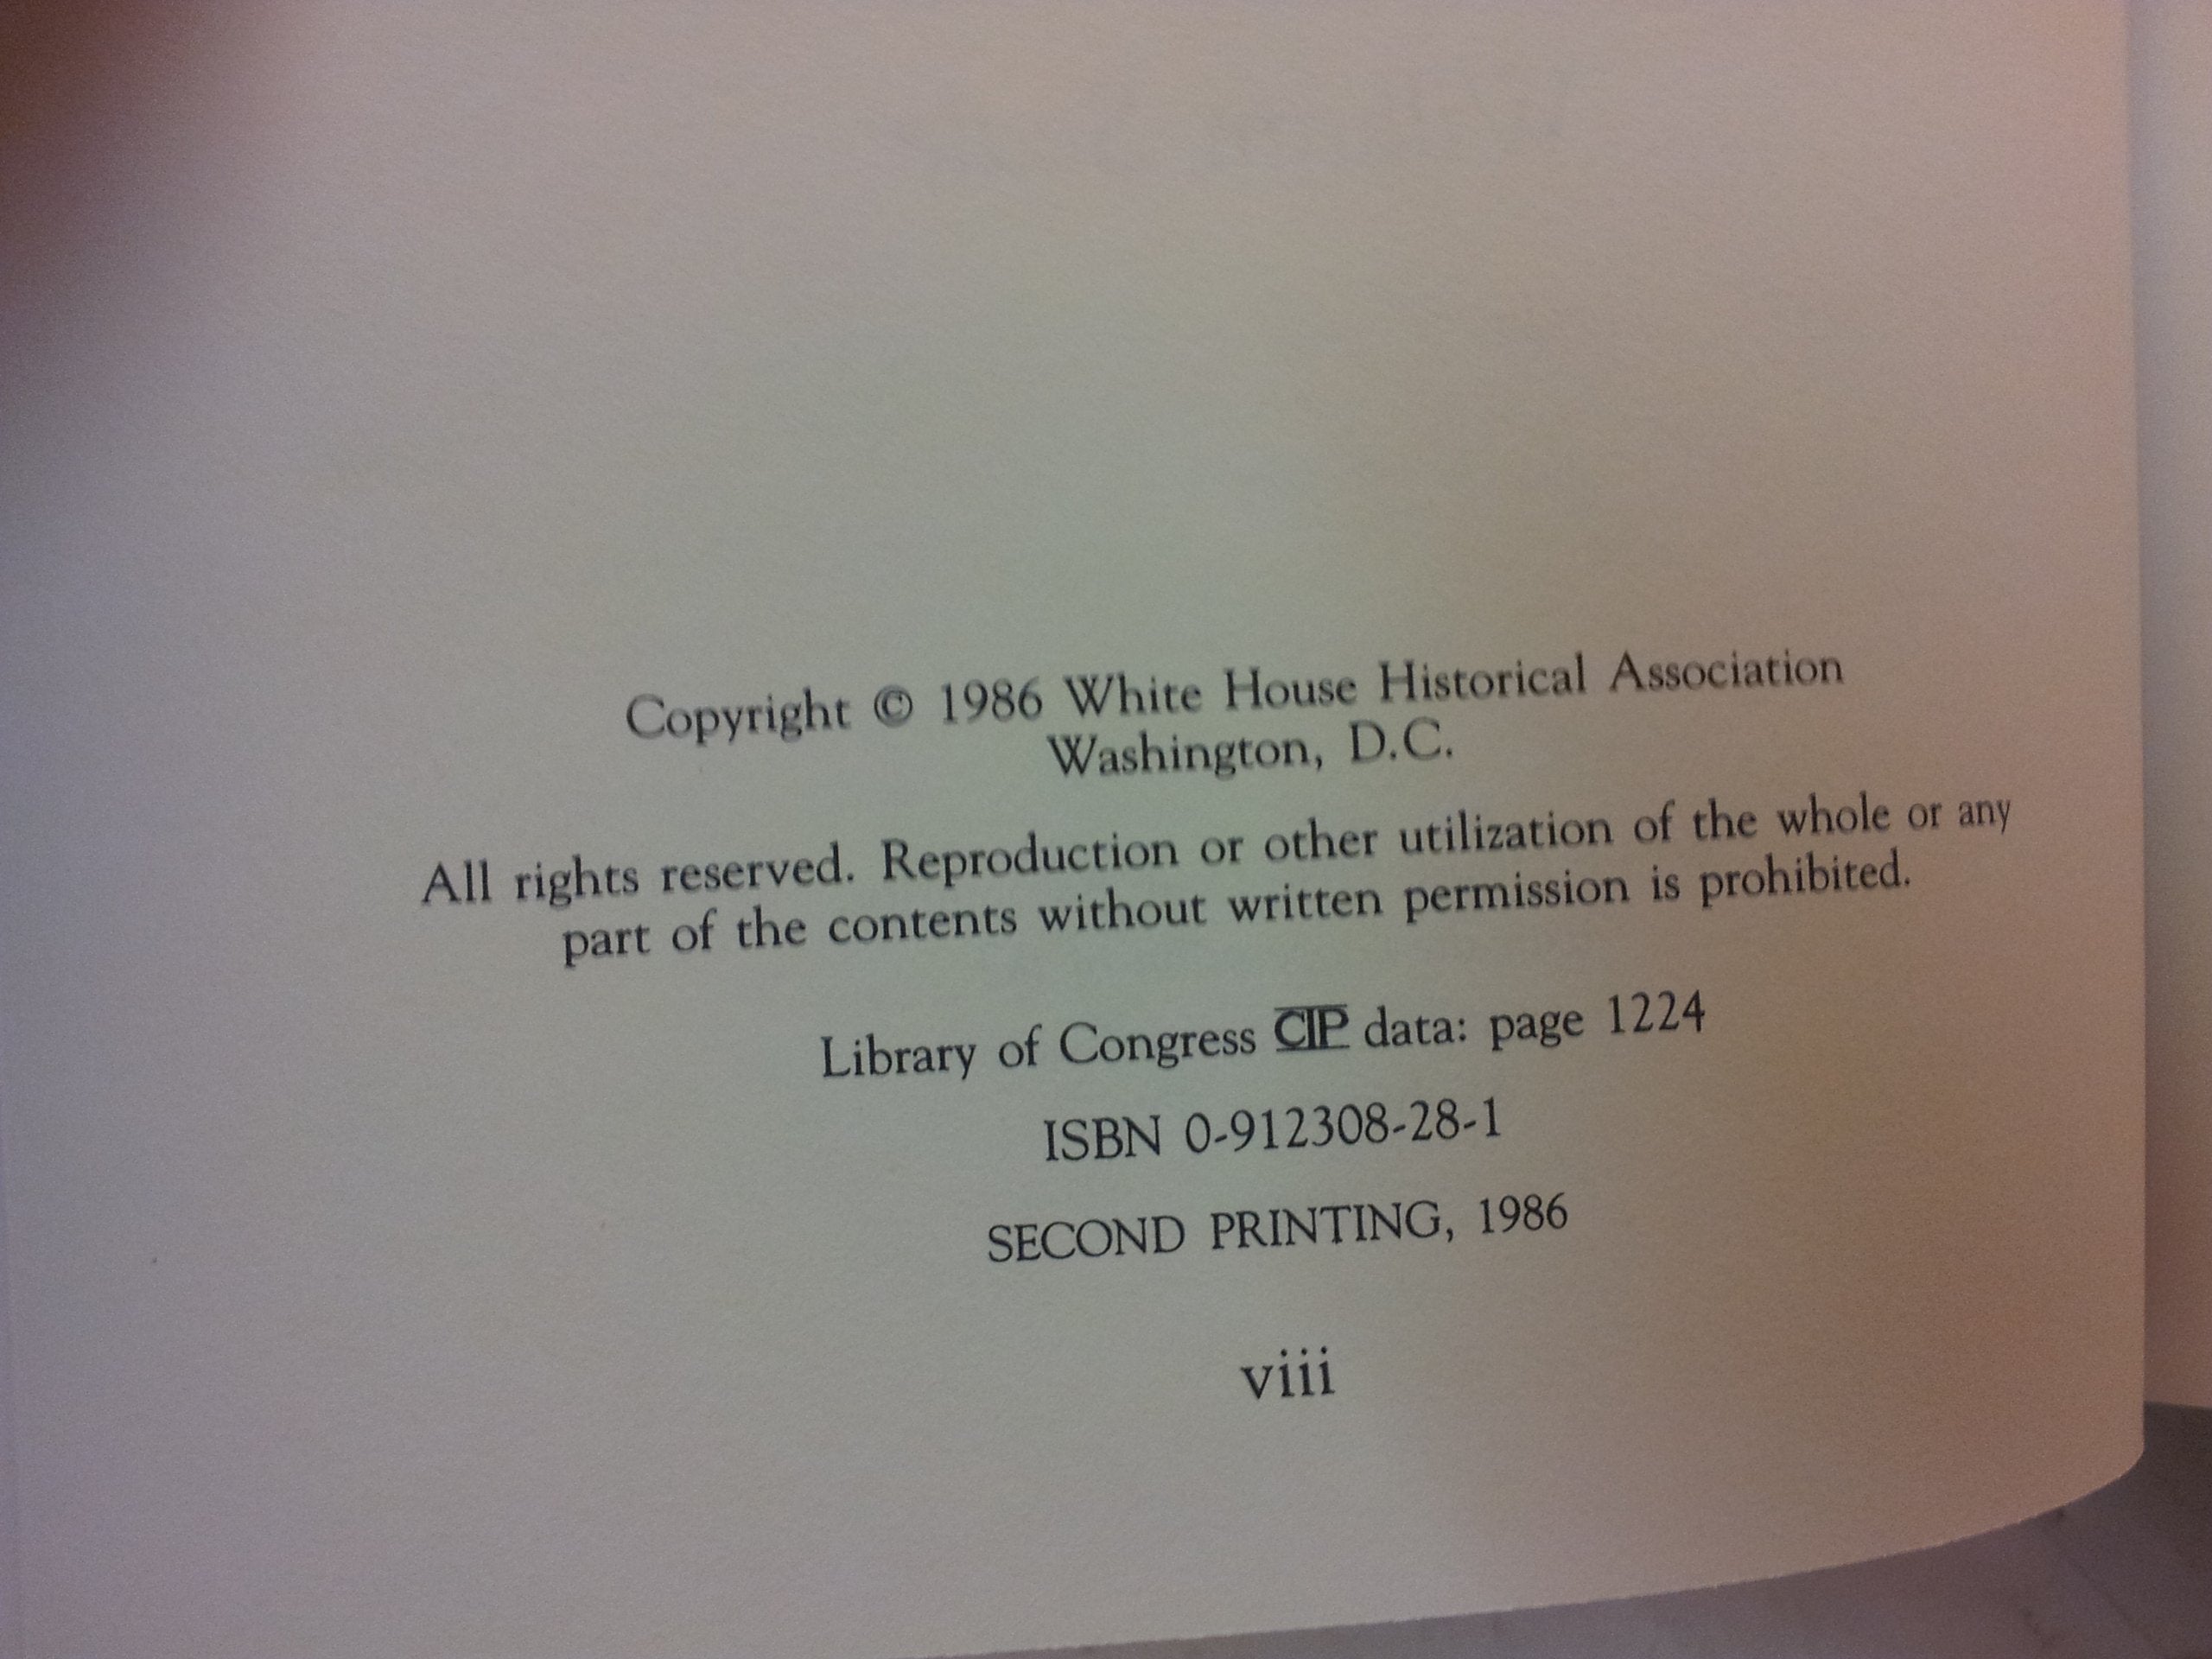 Copyright © 1986 White House Historical Association
Washington, D.C.
All rights reserved. Reproduction or other utilization of the whole or any
part of the contents without written permission is prohibited.
Library of Congress CIP data: page 1224
ISBN 0-912308-28-1
SECOND PRINTING, 1986
viii